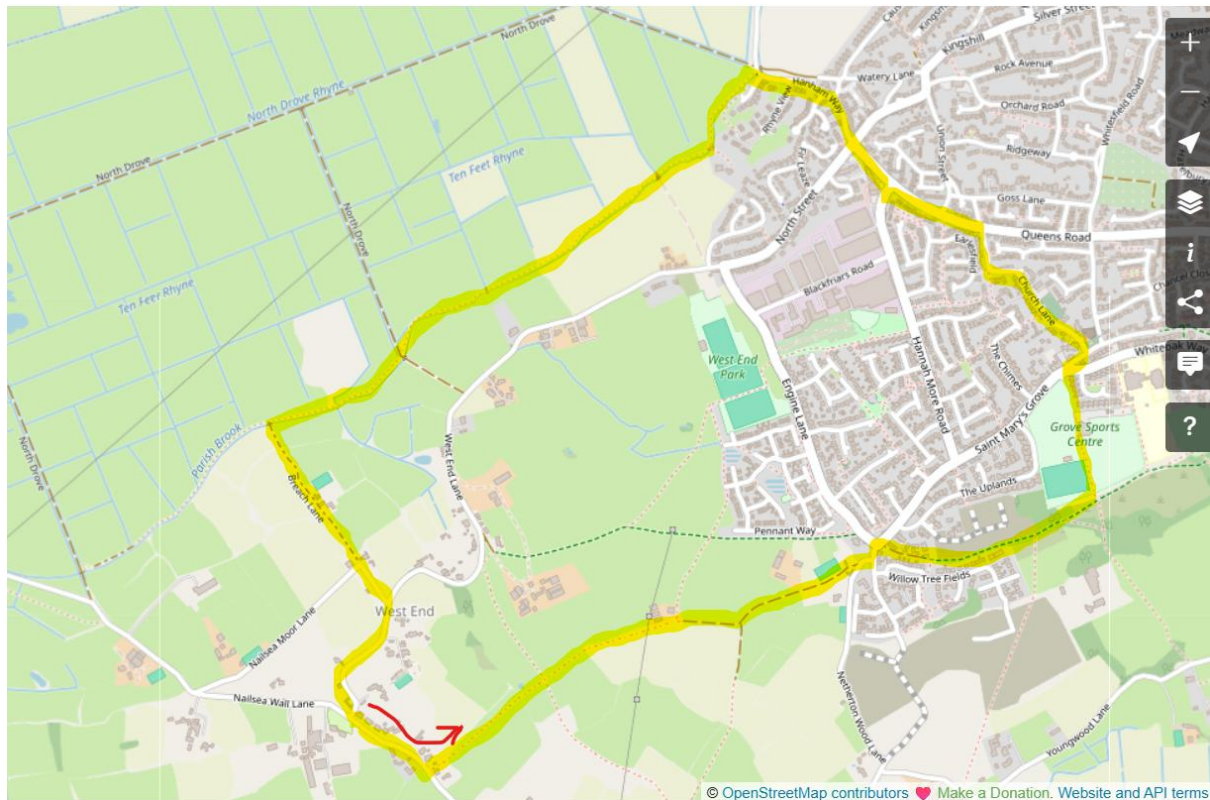 North Drove
Silver Street
Kingshill
Watery Lane
Rock Avenue
Hanham Way
Rhyne View
Whitesfield Road
Orchard Road
Union Street
North Drove Rhyne
Ridgeway
Fir Leaze
Ten Feet Rhyne
North Drove
Goss Lane
North Street
North Drove
Queens Road
Earlesfield
Blackfriars Road
Church Lane
Ten Feer Rhyne
Whiteoak Way
West End
Park
The Chimes
Hannah More Road
Engine Lane
Saint Mary's Grove
Grove Sports
Centre
Parish Brook
North Drove
West End Lane
Breach Lane
The Uplands
Pennant Way
Willow Tree Fields
West End
Nailsea Moor Lane
Nailsea Wall Lane
Netherton Wood Lane
Youngwood Lane
+
−
i
?
© OpenStreetMap contributors ♥ Make a Donation. Website and API terms